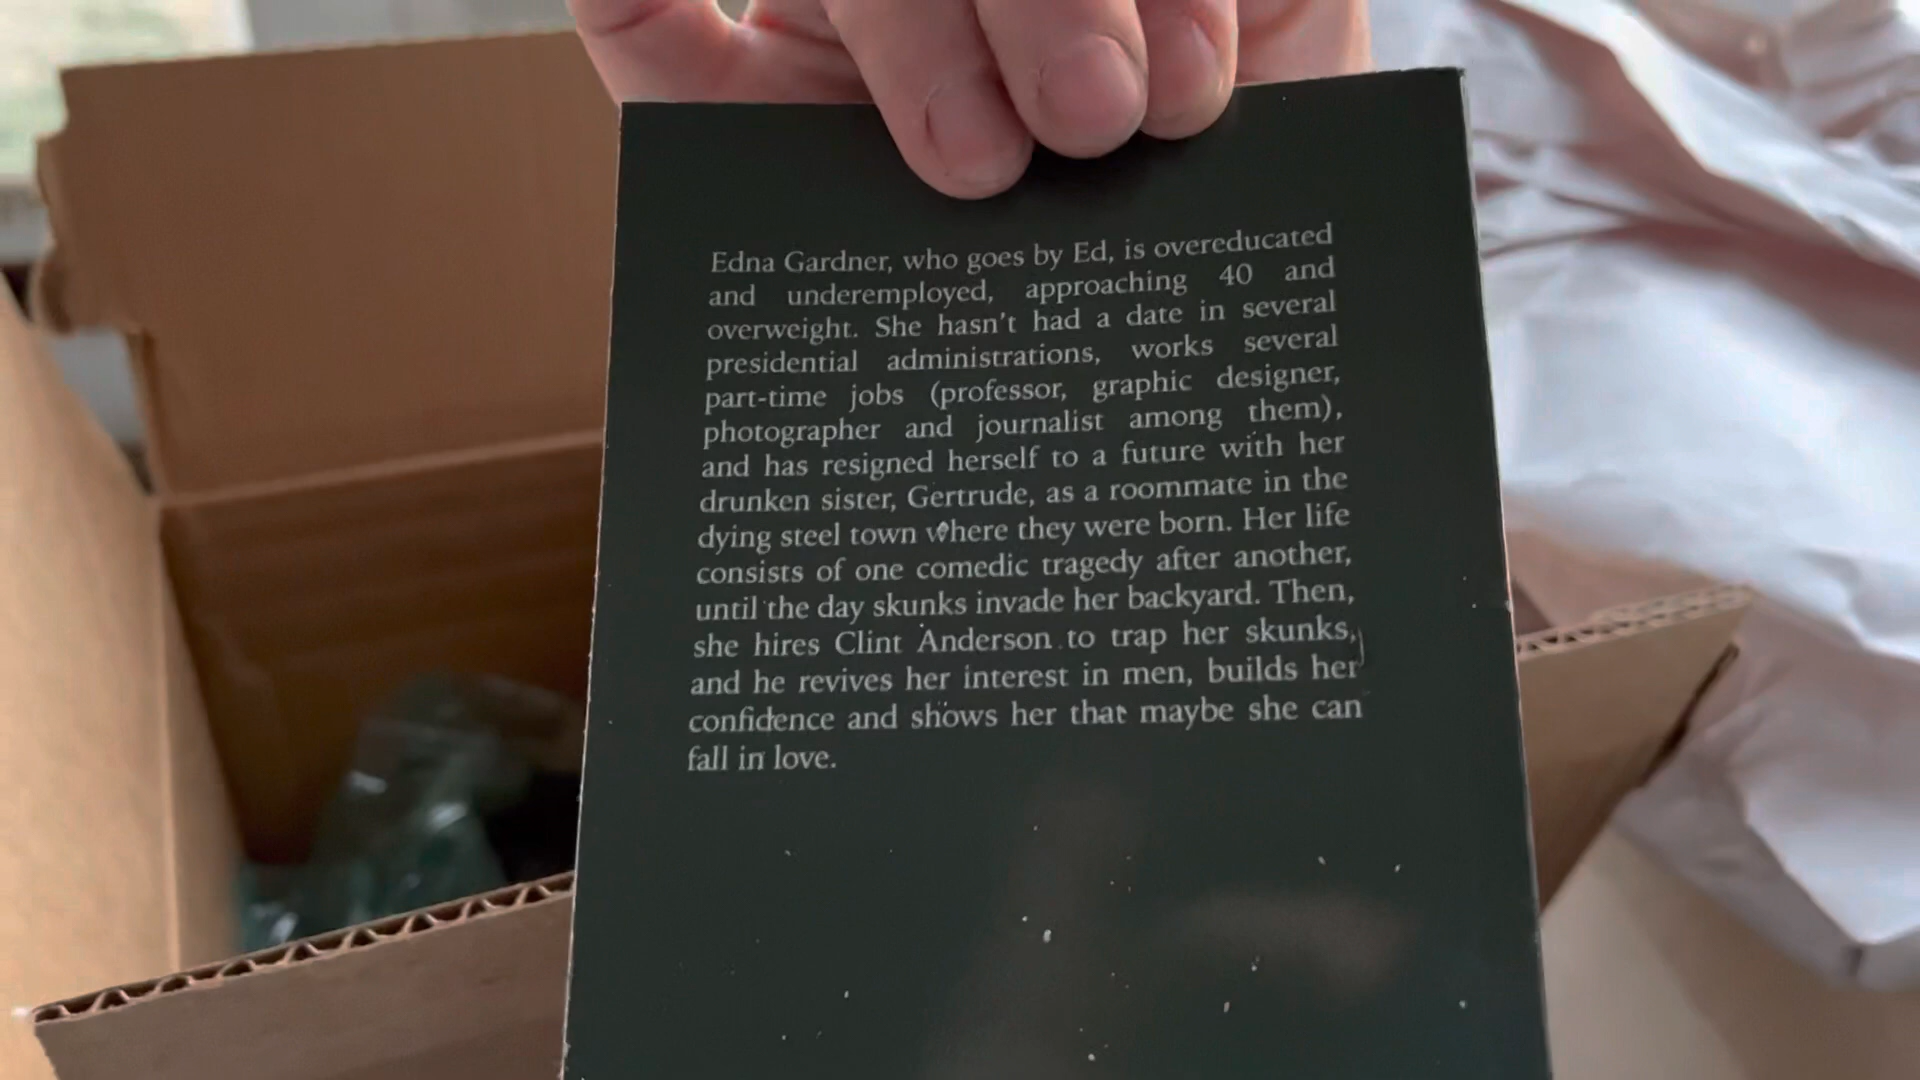 Edna Gardner, who goes by Ed, is overeducated
and underemployed, approaching 40 and
overweight. She hasn't had a date in several
presidential administrations, works several
part-time jobs (professor, graphic designer,
photographer and journalist among them),
and has resigned herself to a future with her
drunken sister, Gertrude, as a roommate in the
dying steel town where they were born. Her life
consists of one comedic tragedy after another,
until the day skunks invade her backyard. Then,
she hires Clint Anderson to trap her skunks,
and he revives her interest in men, builds her
confidence and shows her that maybe she can
fall in love.